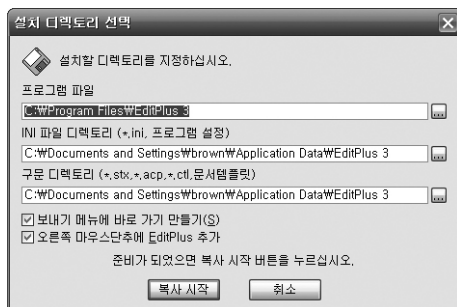 설치 디렉토리 선택
설치할 디렉토리를 지정하십시오.
프로그램 파일
C:₩Program Files₩EditPlus 3
...
INI 파일 디렉토리 (*.ini, 프로그램 설정)
C:₩Documents and Settings₩brown₩Application Data₩EditPlus 3
...
구문 디렉토리 (*.stx,*.acp,*.ctl,문서템플릿)
C:₩Documents and Settings₩brown₩Application Data₩EditPlus 3
...
보내기 메뉴에 바로 가기 만들기(S)
오른쪽 마우스단추에 EditPlus 추가
준비가 되었으면 복사 시작 버튼을 누르십시오.
복사 시작 취소